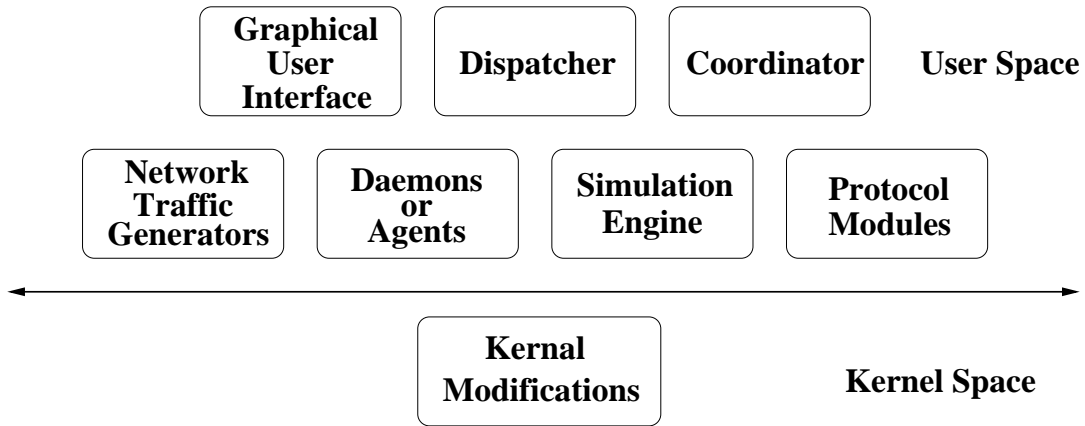 Graphical
User
Interface
Dispatcher
Coordinator
User Space
Network
Traffic
Generators
Daemons
or
Agents
Simulation
Engine
Protocol
Modules
Kernal
Modifications
Kernel Space